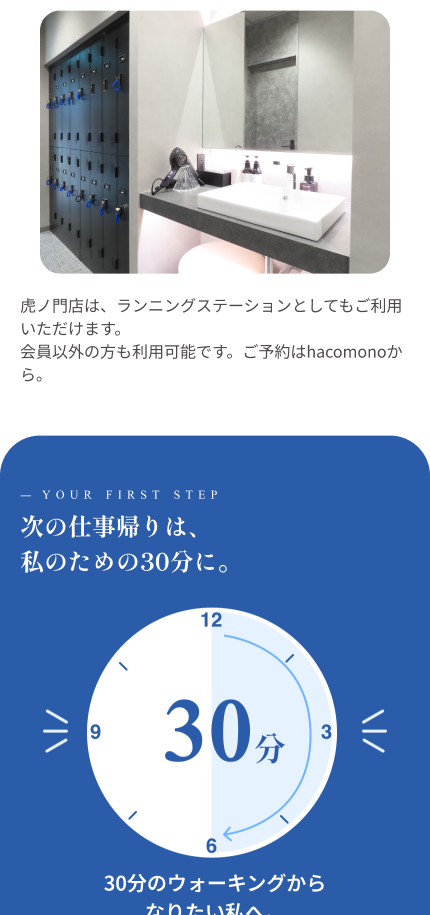 虎ノ門店は、ランニングステーションとしてもご利用
いただけます。
会員以外の方も利用可能です。ご予約はhacomonoか
ら。
— YOUR FIRST STEP
次の仕事帰りは、
私のための30分に。
12
9
30分
3
6
30分のウォーキングから
なりたい私へ。